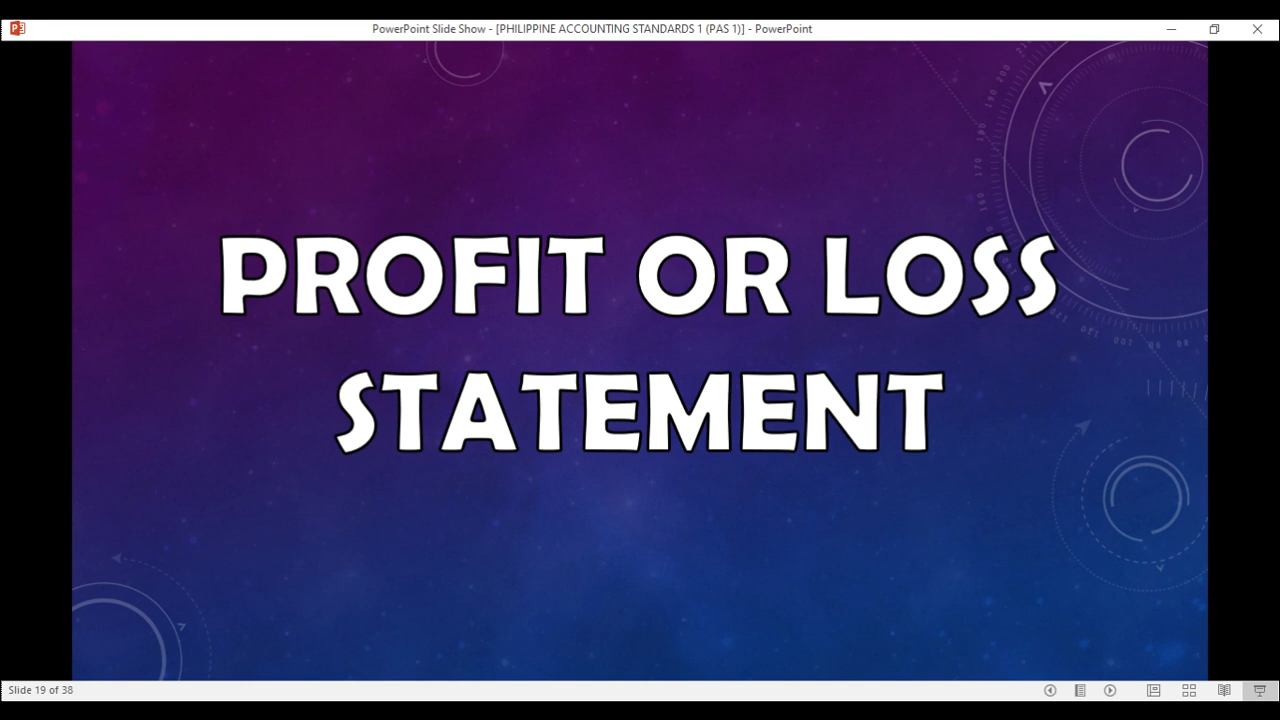 PowerPoint Slide Show - [PHILIPPINE ACCOUNTING STANDARDS 1 (PAS 1)] - PowerPoint
PROFIT OR LOSS
STATEMENT
Slide 19 of 38